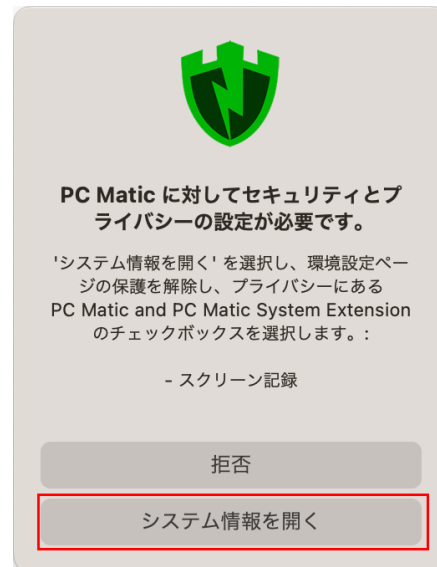 PC Matic に対してセキュリティとプ
ライバシーの設定が必要です。
'システム情報を開く' を選択し、環境設定ペー
ジの保護を解除し、プライバシーにある
PC Matic and PC Matic System Extension
のチェックボックスを選択します。:
- スクリーン記録
拒否
システム情報を開く